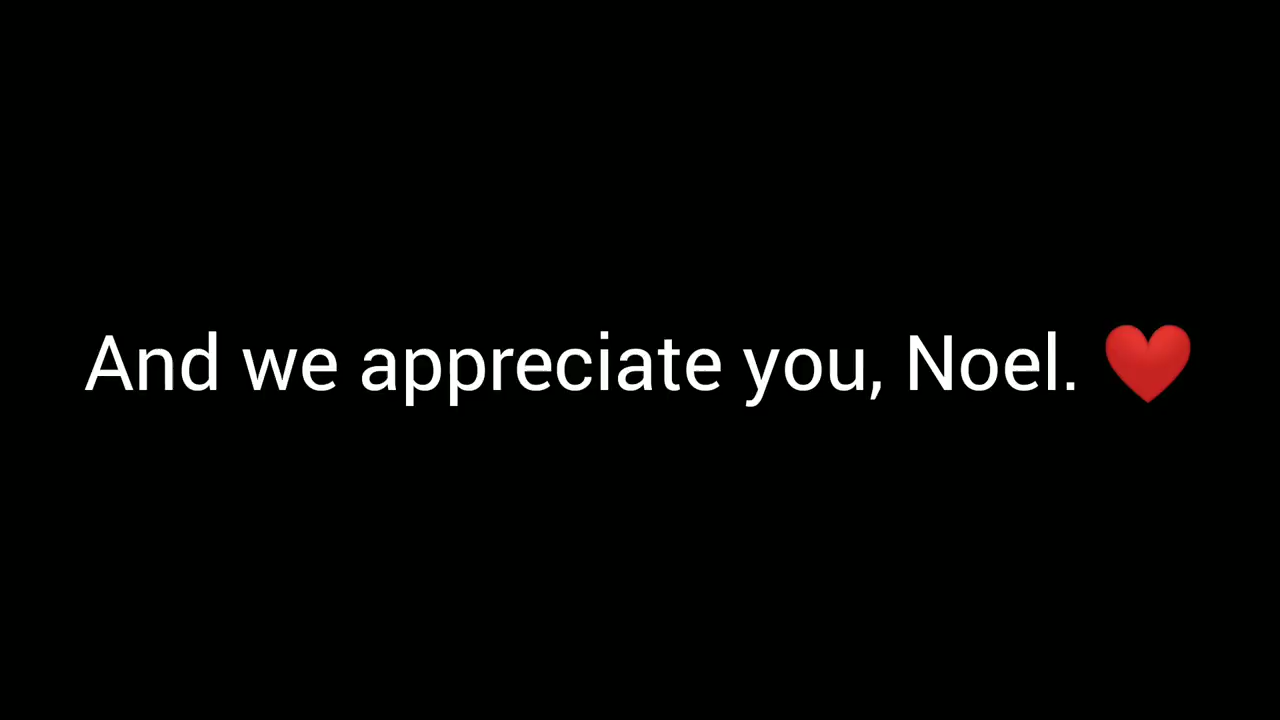 And we appreciate you, Noel. ❤️